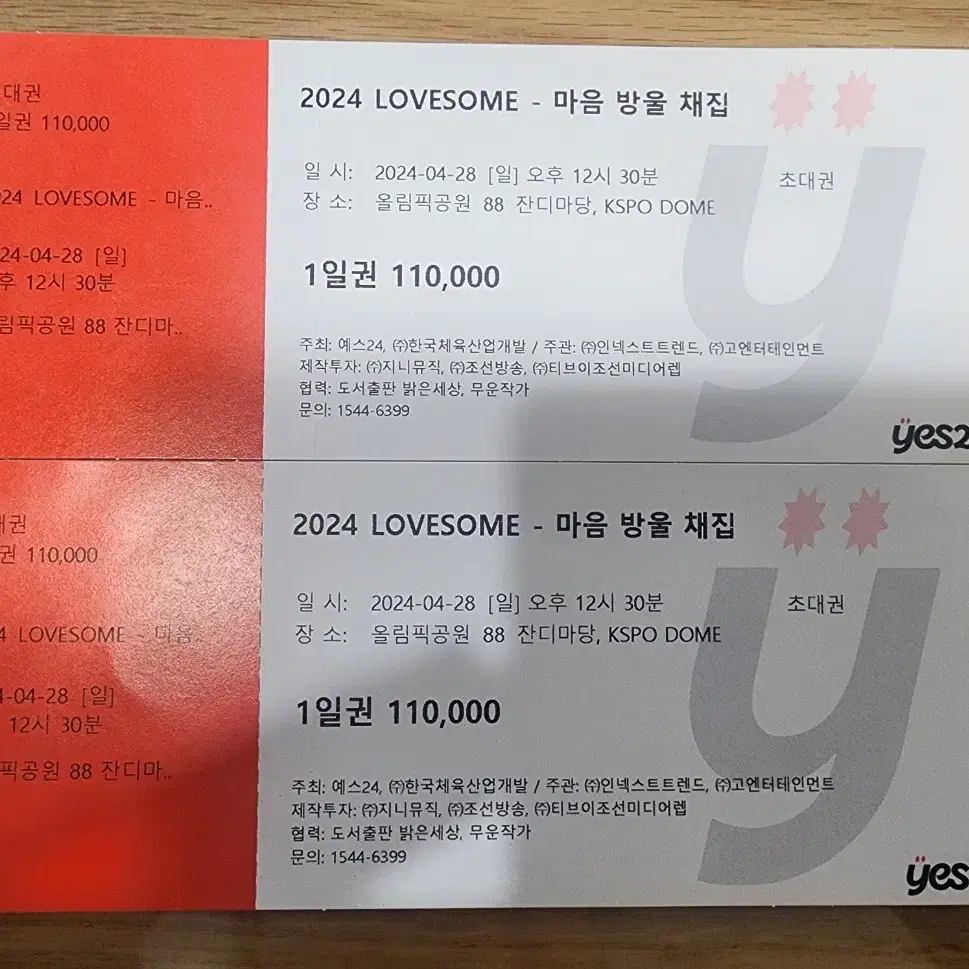 대권
일권 110,000
24 LOVESOME - 마음..
24-04-28 [일]
후 12시 30분
림픽공원 88 잔디마..
2024 LOVESOME - 마음 방울 채집
일 시: 2024-04-28 [일] 오후 12시 30분
초대권
장 소: 올림픽공원 88 잔디마당, KSPO DOME
1일권 110,000
주최: 예스24, ㈜한국체육산업개발 / 주관: ㈜인넥스트트렌드, ㈜고엔터테인먼트
제작투자: ㈜지니뮤직, ㈜조선방송, ㈜티브이조선미디어렙
협력: 도서출판 밝은세상, 무운작가
문의: 1544-6399
ÿ
yes2
대권
권 110,000
4 LOVESOME - 마음..
4-04-28 [일]
12시 30분
픽공원 88 잔디마..
2024 LOVESOME - 마음 방울 채집
일 시: 2024-04-28 [일] 오후 12시 30분
초대권
장 소: 올림픽공원 88 잔디마당, KSPO DOME
1일권 110,000
주최: 예스24, ㈜한국체육산업개발 / 주관: ㈜인넥스트트렌드, ㈜고엔터테인먼트
제작투자: ㈜지니뮤직, ㈜조선방송, ㈜티브이조선미디어렙
협력: 도서출판 밝은세상, 무운작가
문의: 1544-6399
ÿ
yes